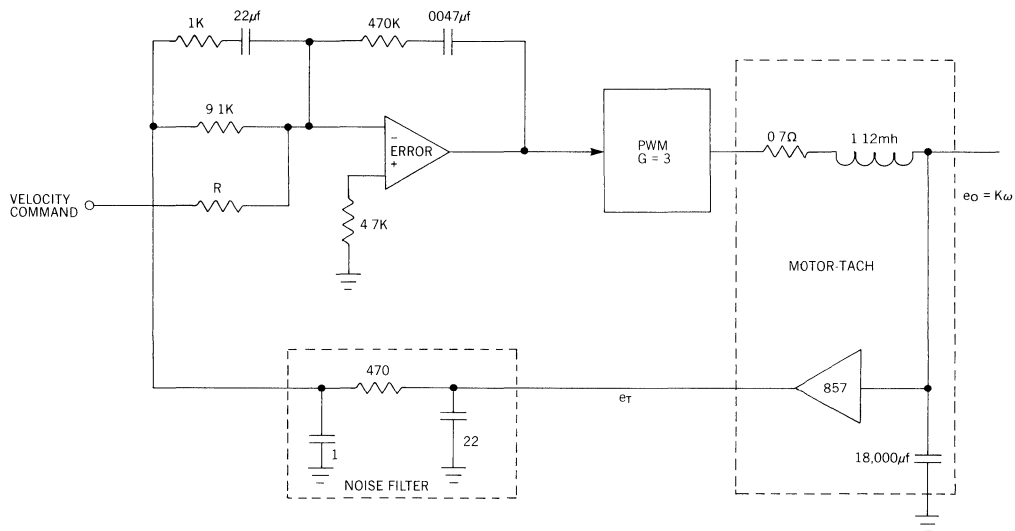 1K
22µf
470K
0047µf
9 1K
R
VELOCITY
COMMAND
−
ERROR
+
4 7K
PWM
G = 3
0 7Ω
1 12mh
eO = Kω
MOTOR-TACH
470
1
22
NOISE FILTER
eT
857
18,000µf